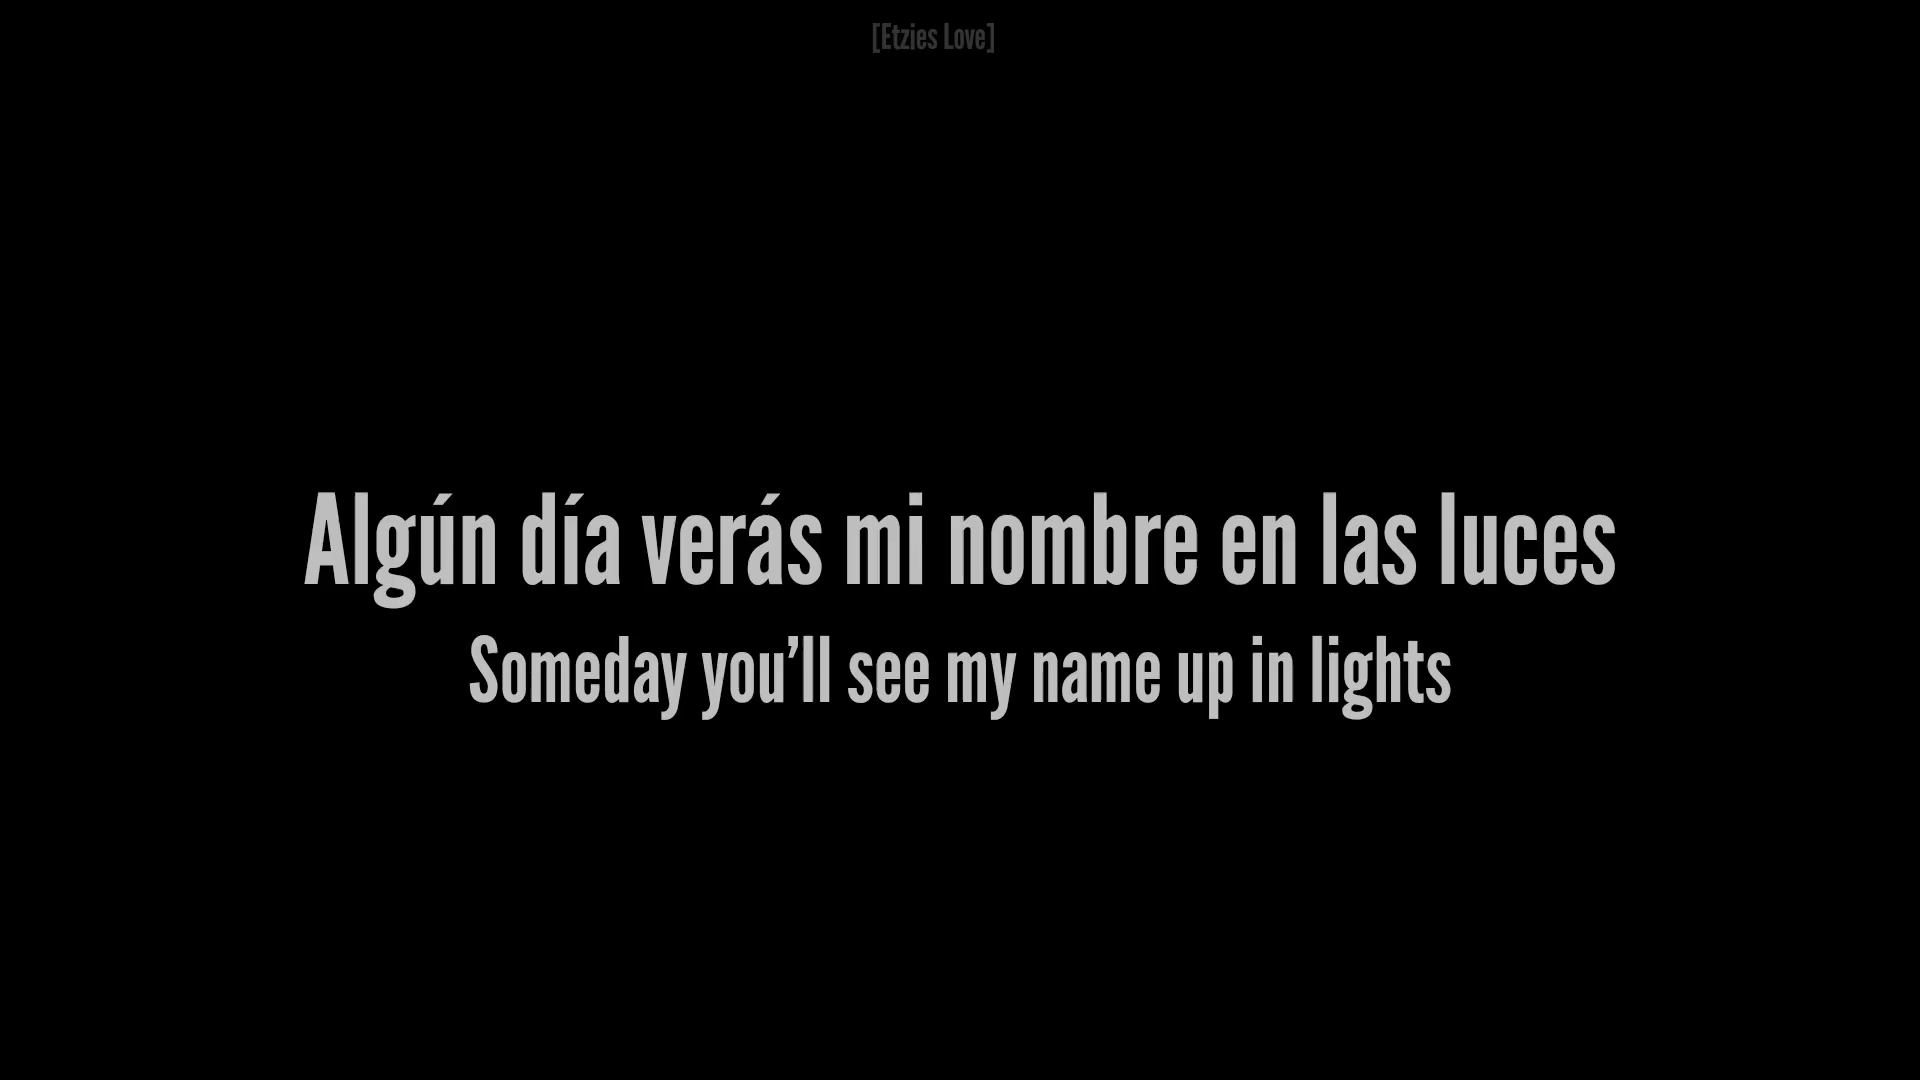 [Etzies Love]
Algún día verás mi nombre en las luces
Someday you’ll see my name up in lights